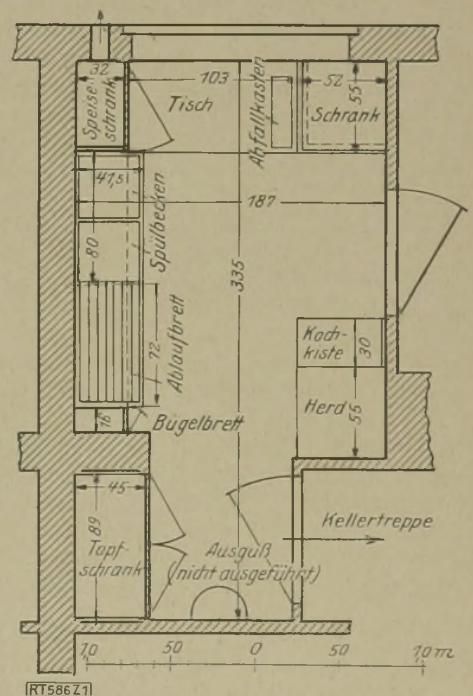 32
103
52
55
Speise-
schrank
Tisch
Abfallkasten
Schrank
41,5
187
Spülbecken
80
335
72
Ablaufbrett
Koch-
kiste
30
Herd
55
16
Bügelbrett
45
89
Topf-
schrank
Ausguß
(nicht ausgeführt)
Kellertreppe
1,0 50 0 50 1,0 m
RT586Z1